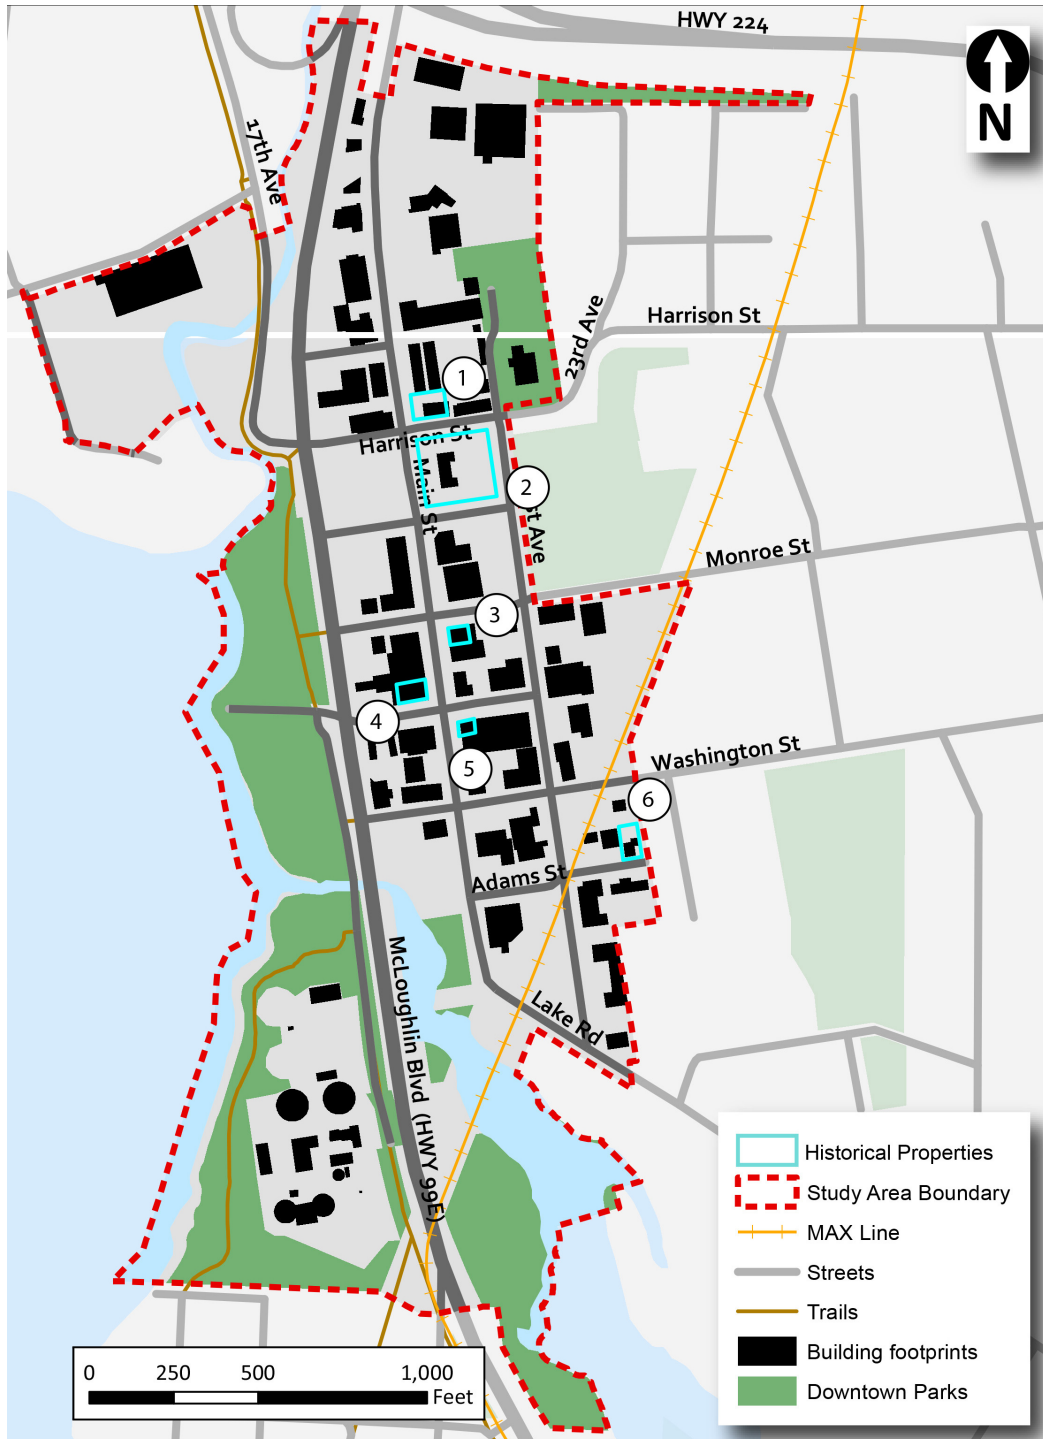 HWY 224
N
17th Ave
Harrison St
23rd Ave
1
Harrison St
Main St
2
st Ave
Monroe St
3
4
5
Washington St
6
Adams St
McLoughlin Blvd (HWY 99E)
Lake Rd
Historical Properties
Study Area Boundary
MAX Line
Streets
Trails
Building footprints
Downtown Parks
0 250 500 1,000
Feet